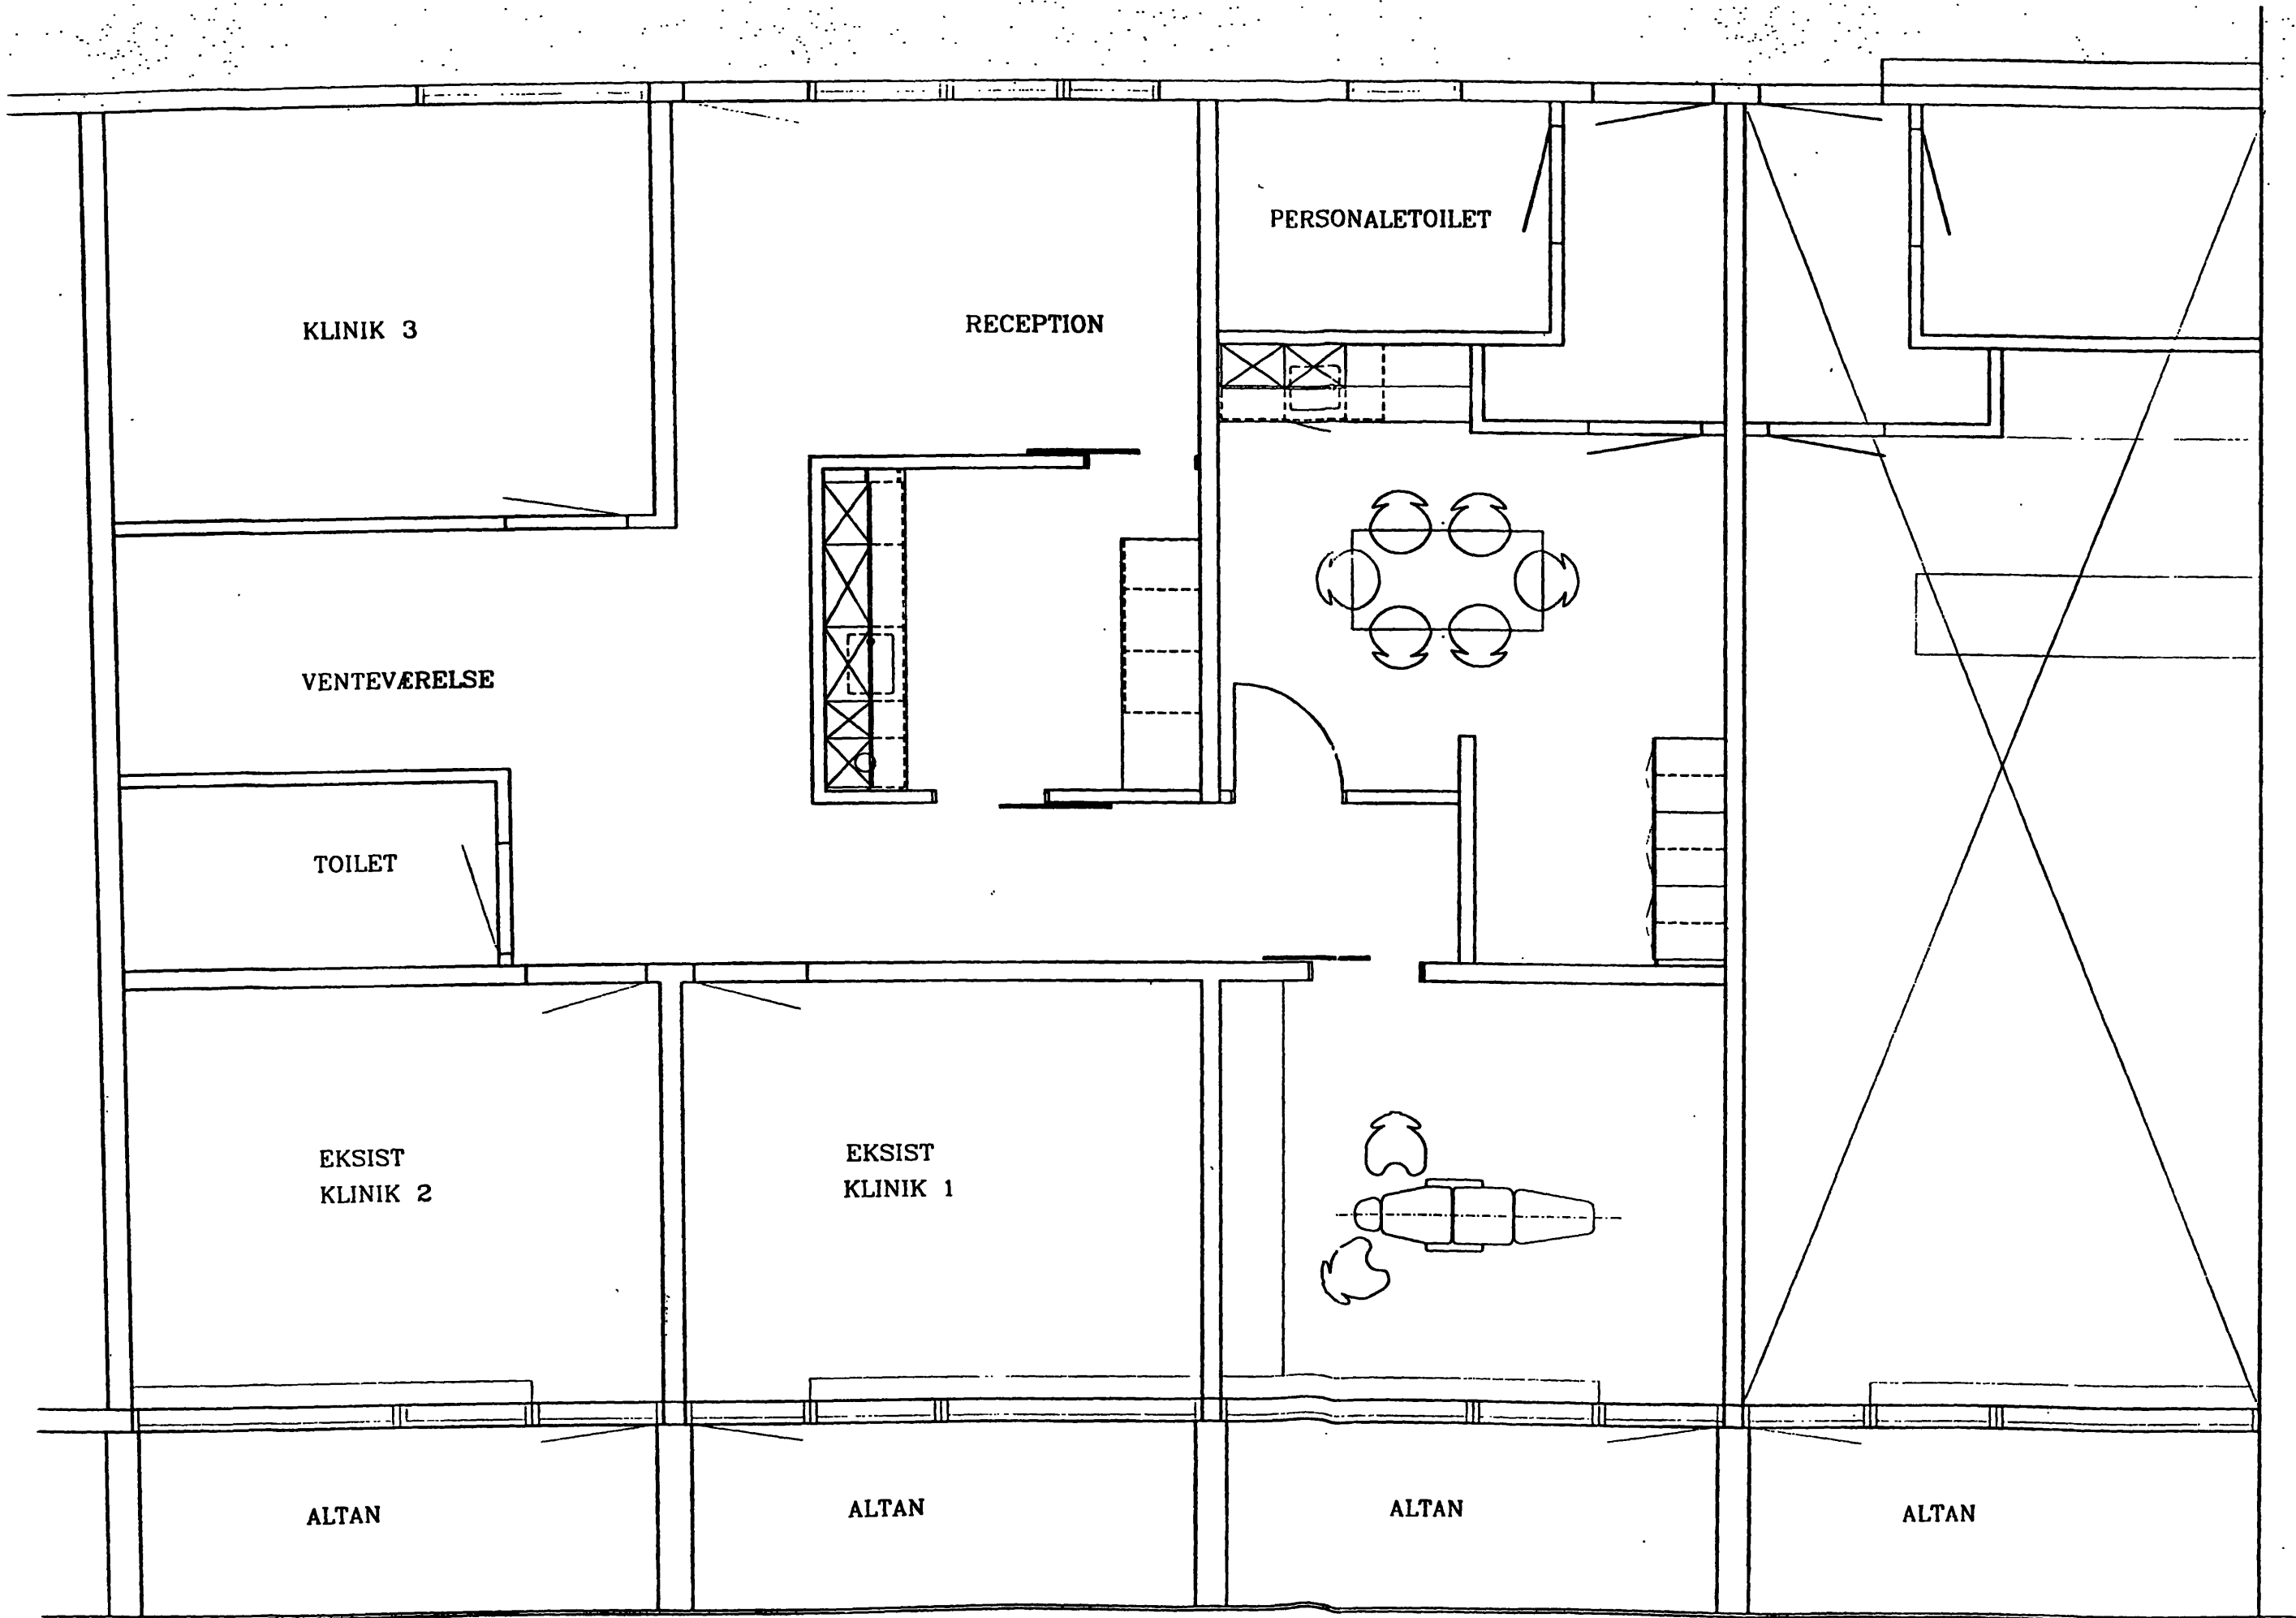 PERSONALETOILET
KLINIK 3
RECEPTION
VENTEVÆRELSE
TOILET
EKSIST
KLINIK 2
EKSIST
KLINIK 1
ALTAN
ALTAN
ALTAN
ALTAN